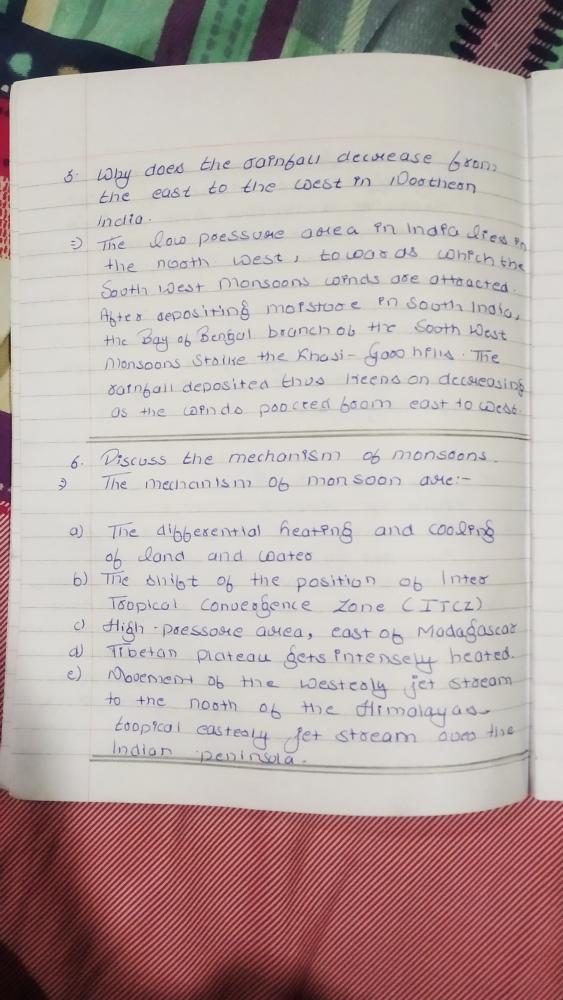 5. Why does the rainfall decrease from
the east to the west in Northern
India.
⇒ The low pressure area in India lies in
the north west, towards which the
South West Monsoons winds are attracted.
After depositing moisture in South India,
the Bay of Bengal branch of the South West
Monsoons Strike the Khasi - Garo hills. The
rainfall deposited thus keens on decreasing
as the winds proceed from east to west.
6. Discuss the mechanism of monsoons.
⇒ The mechanism of monsoon are:-
a) The differential heating and cooling
of land and water
b) The shift of the position of Inter
Tropical Convergence Zone (ITCZ)
c) High-pressure area, east of Madagascar
d) Tibetan plateau gets intensely heated.
e) Movement of the westerly jet stream
to the north of the Himalayas
tropical easterly jet stream over the
Indian peninsula.